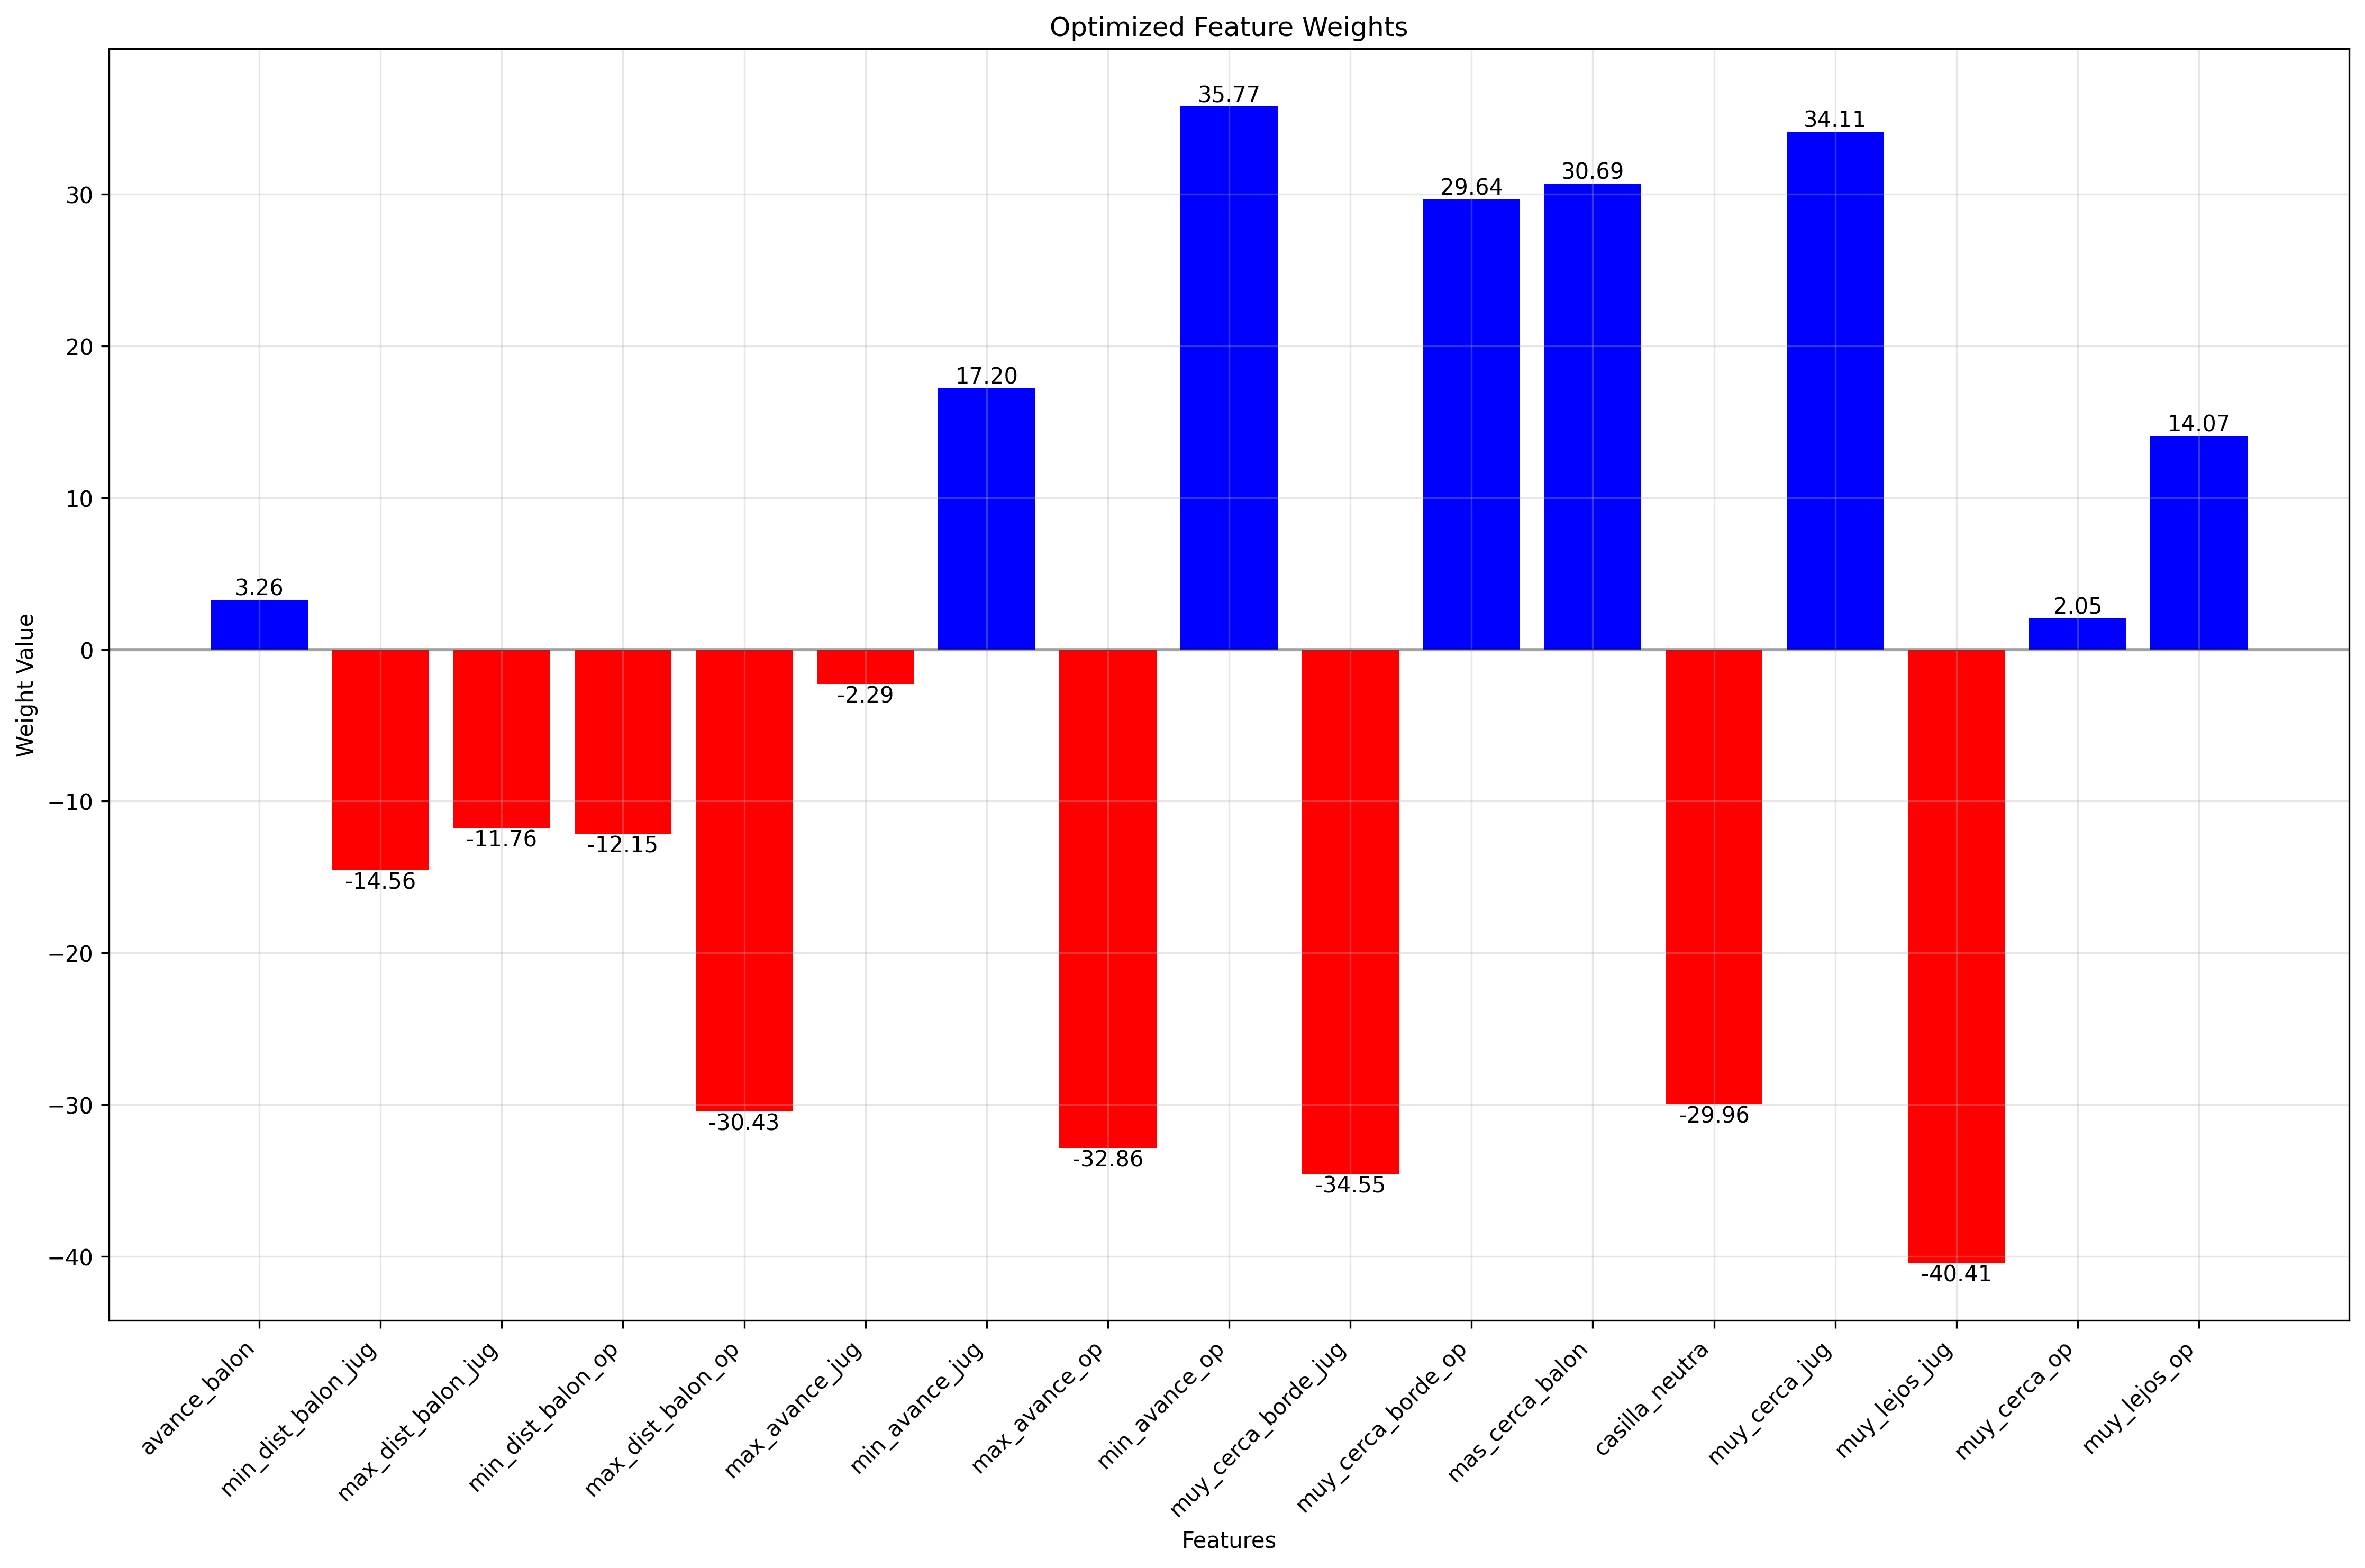 Optimized Feature Weights
35.77
34.11
30.69
29.64
17.20
14.07
3.26
2.05
-2.29
-11.76
-12.15
-14.56
-30.43
-29.96
-32.86
-34.55
-40.41
30
20
10
0
−10
−20
−30
−40
Weight Value
avance_balon
min_dist_balon_jug
max_dist_balon_jug
min_dist_balon_op
max_dist_balon_op
max_avance_jug
min_avance_jug
max_avance_op
min_avance_op
muy_cerca_borde_jug
muy_cerca_borde_op
mas_cerca_balon
casilla_neutra
muy_cerca_jug
muy_lejos_jug
muy_cerca_op
muy_lejos_op
Features